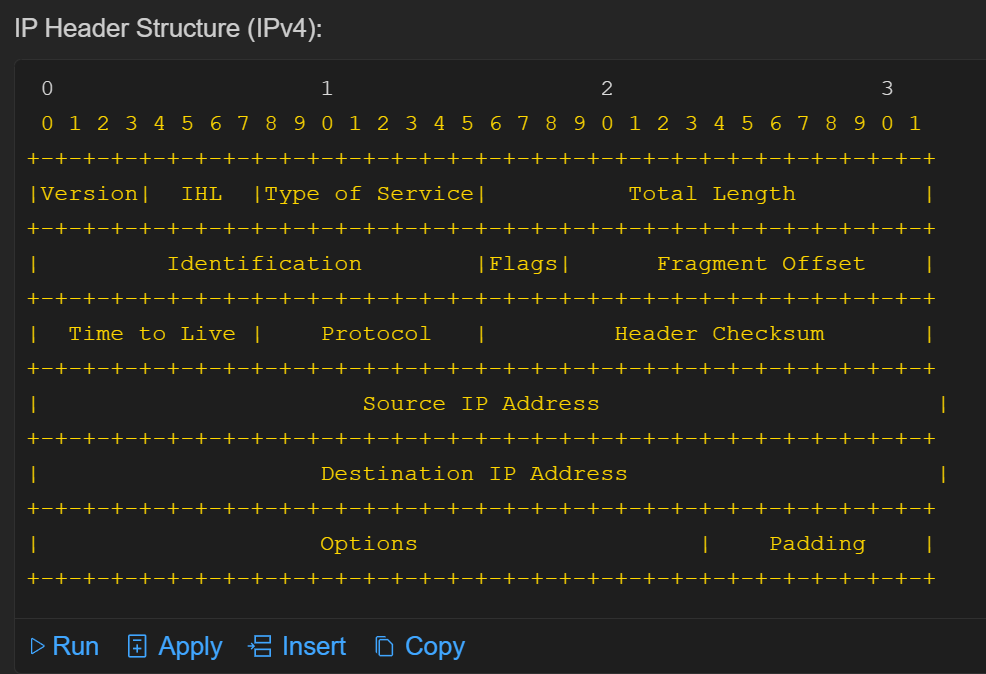 IP Header Structure (IPv4):
 0                   1                   2                   3
 0 1 2 3 4 5 6 7 8 9 0 1 2 3 4 5 6 7 8 9 0 1 2 3 4 5 6 7 8 9 0 1
+-+-+-+-+-+-+-+-+-+-+-+-+-+-+-+-+-+-+-+-+-+-+-+-+-+-+-+-+-+-+-+-+
|Version|  IHL  |Type of Service|          Total Length         |
+-+-+-+-+-+-+-+-+-+-+-+-+-+-+-+-+-+-+-+-+-+-+-+-+-+-+-+-+-+-+-+-+
|         Identification        |Flags|      Fragment Offset    |
+-+-+-+-+-+-+-+-+-+-+-+-+-+-+-+-+-+-+-+-+-+-+-+-+-+-+-+-+-+-+-+-+
|  Time to Live |    Protocol   |         Header Checksum       |
+-+-+-+-+-+-+-+-+-+-+-+-+-+-+-+-+-+-+-+-+-+-+-+-+-+-+-+-+-+-+-+-+
|                       Source IP Address                        |
+-+-+-+-+-+-+-+-+-+-+-+-+-+-+-+-+-+-+-+-+-+-+-+-+-+-+-+-+-+-+-+-+
|                    Destination IP Address                      |
+-+-+-+-+-+-+-+-+-+-+-+-+-+-+-+-+-+-+-+-+-+-+-+-+-+-+-+-+-+-+-+-+
|                    Options                    |    Padding    |
+-+-+-+-+-+-+-+-+-+-+-+-+-+-+-+-+-+-+-+-+-+-+-+-+-+-+-+-+-+-+-+-+
Run Apply Insert Copy